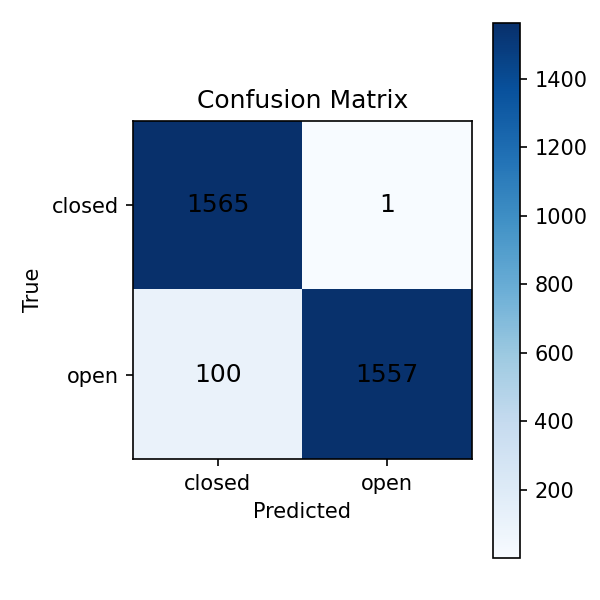 Confusion Matrix
True
closed
open
1565
1
100
1557
closed
open
Predicted
1400
1200
1000
800
600
400
200